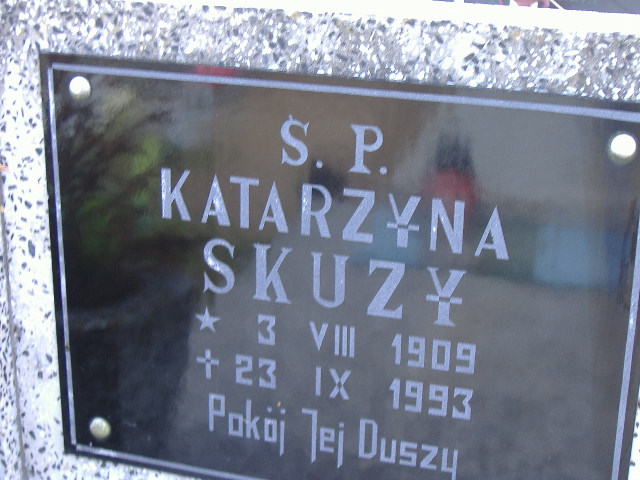 Ś. P.
KATARZYNA
SKUZY
* 3 VIII 1909
✝ 23 IX 1993
Pokój Jej Duszy